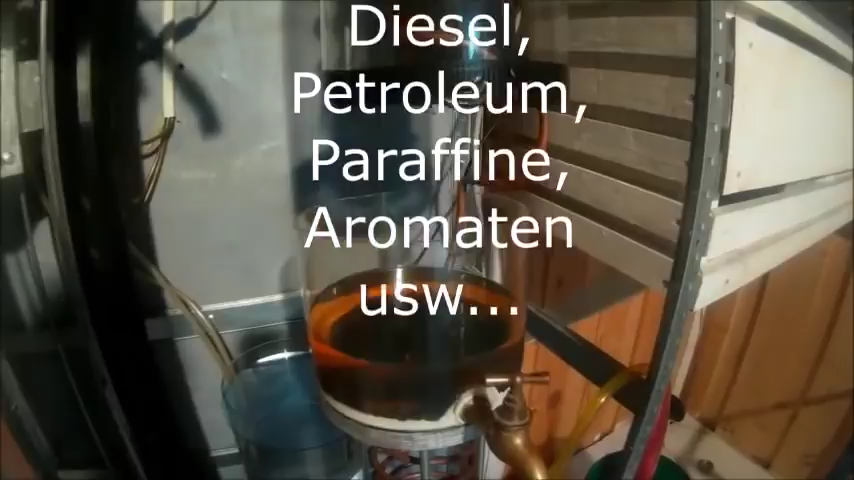 Diesel,
Petroleum,
Paraffine,
Aromaten
usw...